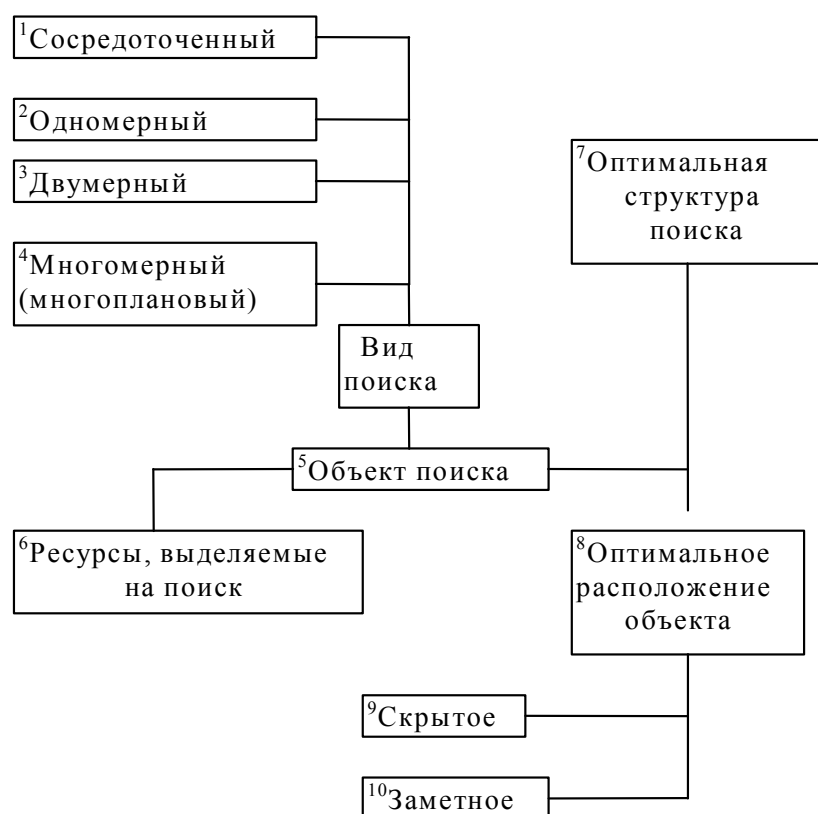 ¹Сосредоточенный
²Одномерный
³Двумерный
⁴Многомерный
(многоплановый)
⁷Оптимальная
структура
поиска
Вид
поиска
⁵Объект поиска
⁶Ресурсы, выделяемые
на поиск
⁸Оптимальное
расположение
объекта
⁹Скрытое
¹⁰Заметное